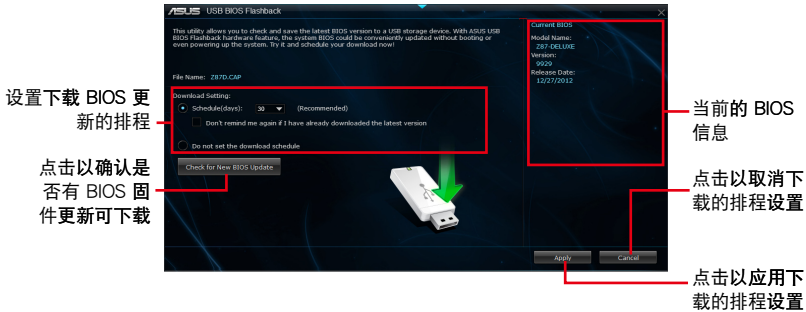 ASUS USB BIOS Flashback
This utility allows you to check and save the latest BIOS version to a USB storage device. With ASUS USB
BIOS Flashback hardware feature, the system BIOS could be conveniently updated without booting or
even powering up the system. Try it and schedule your download now!
File Name: Z87D.CAP
Download Setting:
Schedule(days): 30 (Recommended)
Don't remind me again if I have already downloaded the latest version
Do not set the download schedule
Check for New BIOS Update
Current BIOS
Model Name:
Z87-DELUXE
Version:
9929
Release Date:
12/27/2012
Apply
Cancel
设置下载 BIOS 更
新的排程
点击以确认是
否有 BIOS 固
件更新可下载
当前的 BIOS
信息
点击以取消下
载的排程设置
点击以应用下
载的排程设置